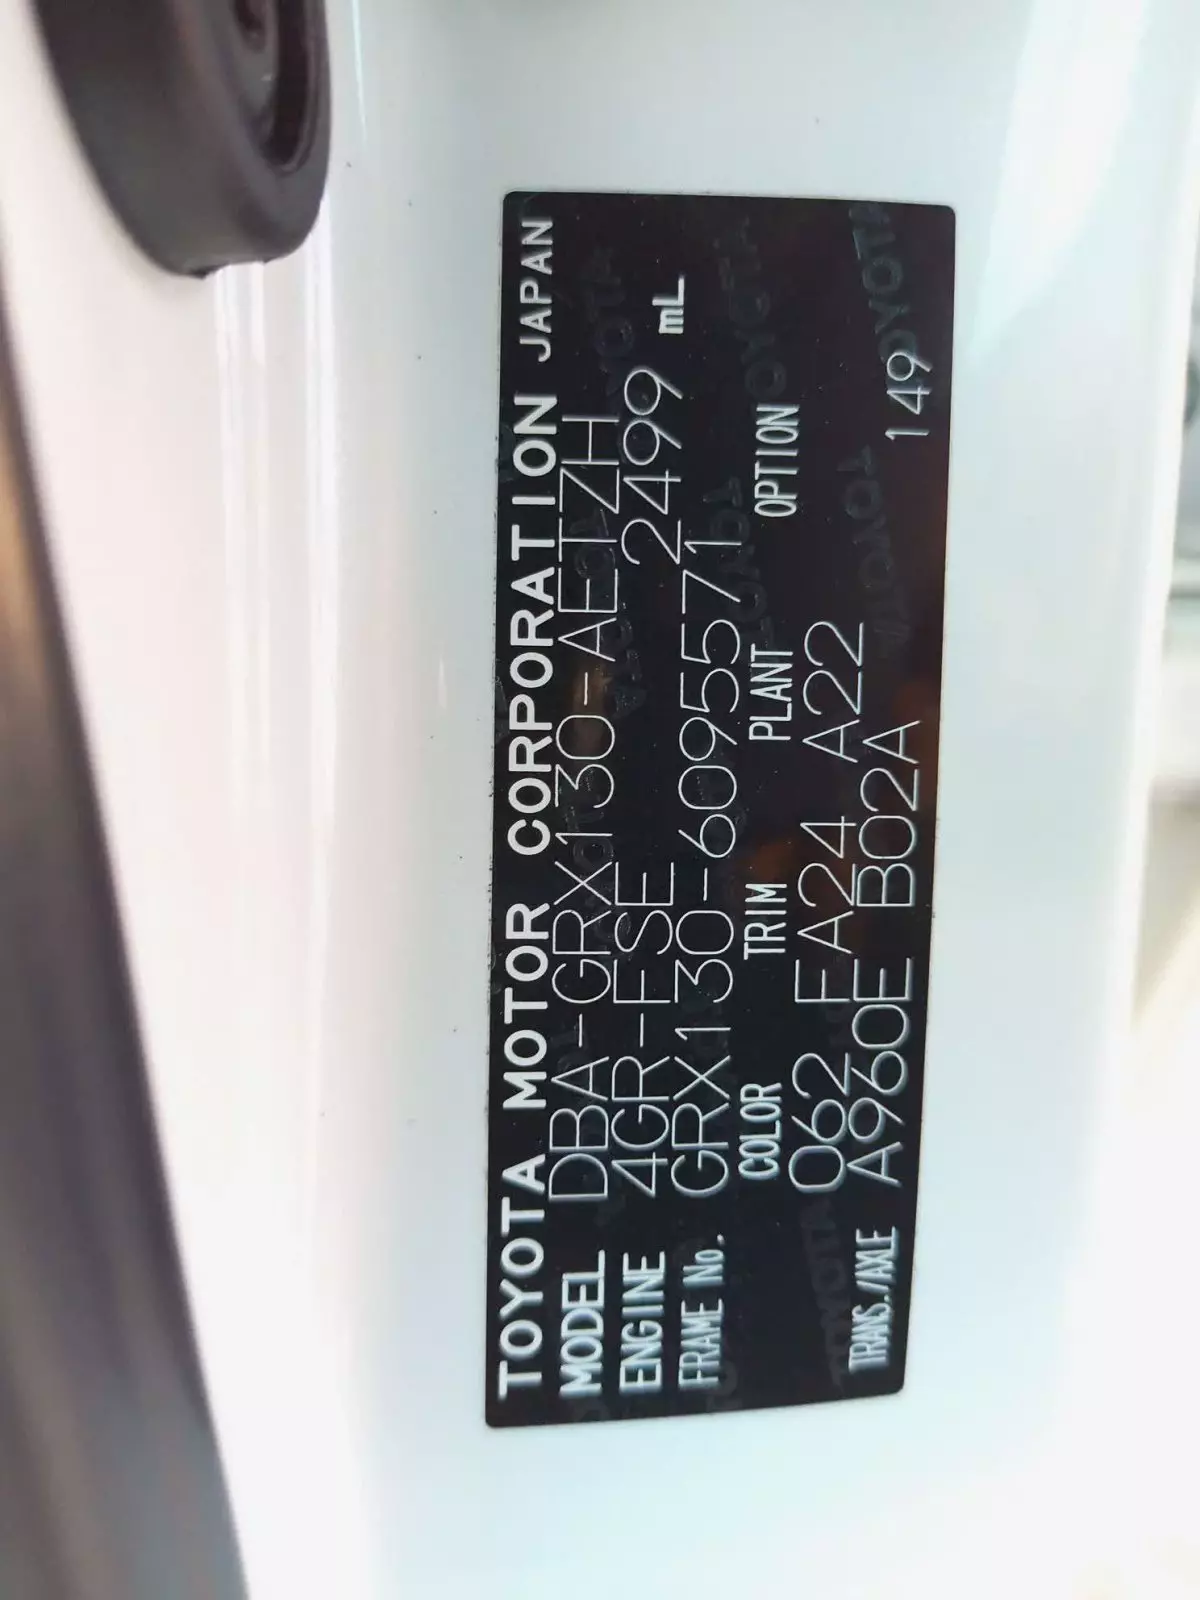 TOYOTA MOTOR CORPORATION JAPAN
MODEL DBA-GRX130-AETZH
ENGINE 4GR-FSE 2499 mL
FRAME No. GRX130-6095571
COLOR TRIM PLANT OPTION
062 FA24 A22
TRANS./AXLE A960E B02A 149